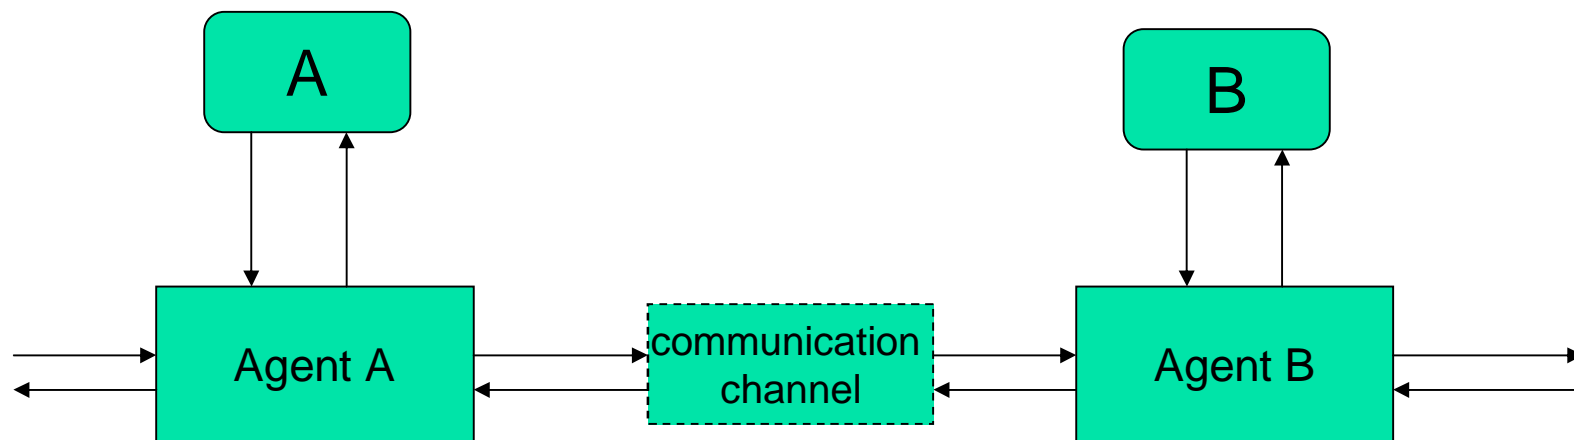 A
B
Agent A
communication
channel
Agent B